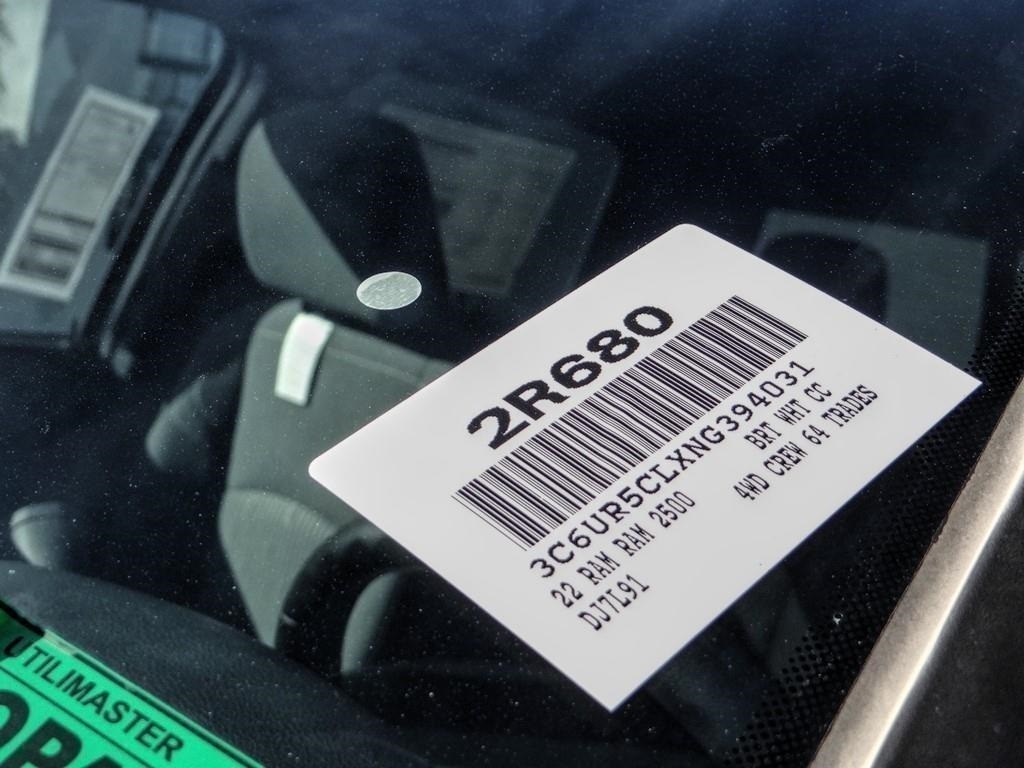 2R680
3C6UR5CLXNG394031
22 RAM RAM 2500 BRT WHT CC
DJ7L91 4WD CREW 64 TRADES
UTILIMASTER